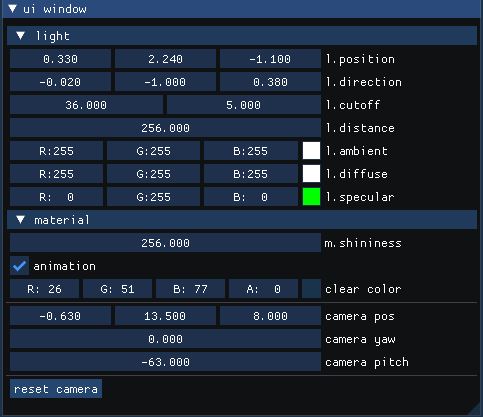 ui window
light
0.330 2.240 -1.100 l.position
-0.020 -1.000 0.380 l.direction
36.000 5.000 l.cutoff
256.000 l.distance
R:255 G:255 B:255 l.ambient
R:255 G:255 B:255 l.diffuse
R: 0 G:255 B: 0 l.specular
material
256.000 m.shininess
animation
R: 26 G: 51 B: 77 A: 0 clear color
-0.630 13.500 8.000 camera pos
0.000 camera yaw
-63.000 camera pitch
reset camera